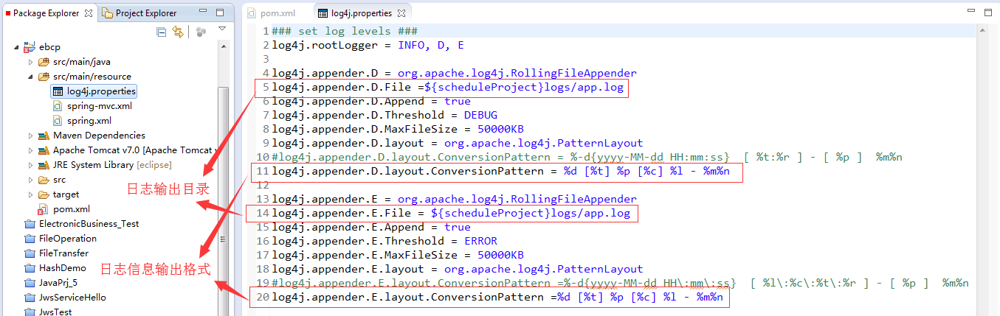 Package Explorer
Project Explorer
ebcp
src/main/java
src/main/resource
log4j.properties
spring-mvc.xml
spring.xml
Maven Dependencies
Apache Tomcat v7.0 [Apache Tomcat v
JRE System Library [eclipse]
src
target
pom.xml
ElectronicBusiness_Test
FileOperation
FileTransfer
HashDemo
JavaPrj_5
JwsServiceHello
JwsTest
日志输出目录
日志信息输出格式
pom.xml
log4j.properties
1 ### set log levels ###
2 log4j.rootLogger = INFO, D, E
3
4 log4j.appender.D = org.apache.log4j.RollingFileAppender
5 log4j.appender.D.File =${scheduleProject}logs/app.log
6 log4j.appender.D.Append = true
7 log4j.appender.D.Threshold = DEBUG
8 log4j.appender.D.MaxFileSize = 50000KB
9 log4j.appender.D.layout = org.apache.log4j.PatternLayout
10 #log4j.appender.D.layout.ConversionPattern = %-d{yyyy-MM-dd HH:mm:ss}  [ %t:%r ] - [ %p ]  %m%n
11 log4j.appender.D.layout.ConversionPattern = %d [%t] %p [%c] %l - %m%n
12
13 log4j.appender.E = org.apache.log4j.RollingFileAppender
14 log4j.appender.E.File = ${scheduleProject}logs/app.log
15 log4j.appender.E.Append = true
16 log4j.appender.E.Threshold = ERROR
17 log4j.appender.E.MaxFileSize = 50000KB
18 log4j.appender.E.layout = org.apache.log4j.PatternLayout
19 #log4j.appender.E.layout.ConversionPattern =%-d{yyyy-MM-dd HH\:mm\:ss}  [ %l\:%c\:%t\:%r ] - [ %p ]  %m%n
20 log4j.appender.E.layout.ConversionPattern =%d [%t] %p [%c] %l - %m%n